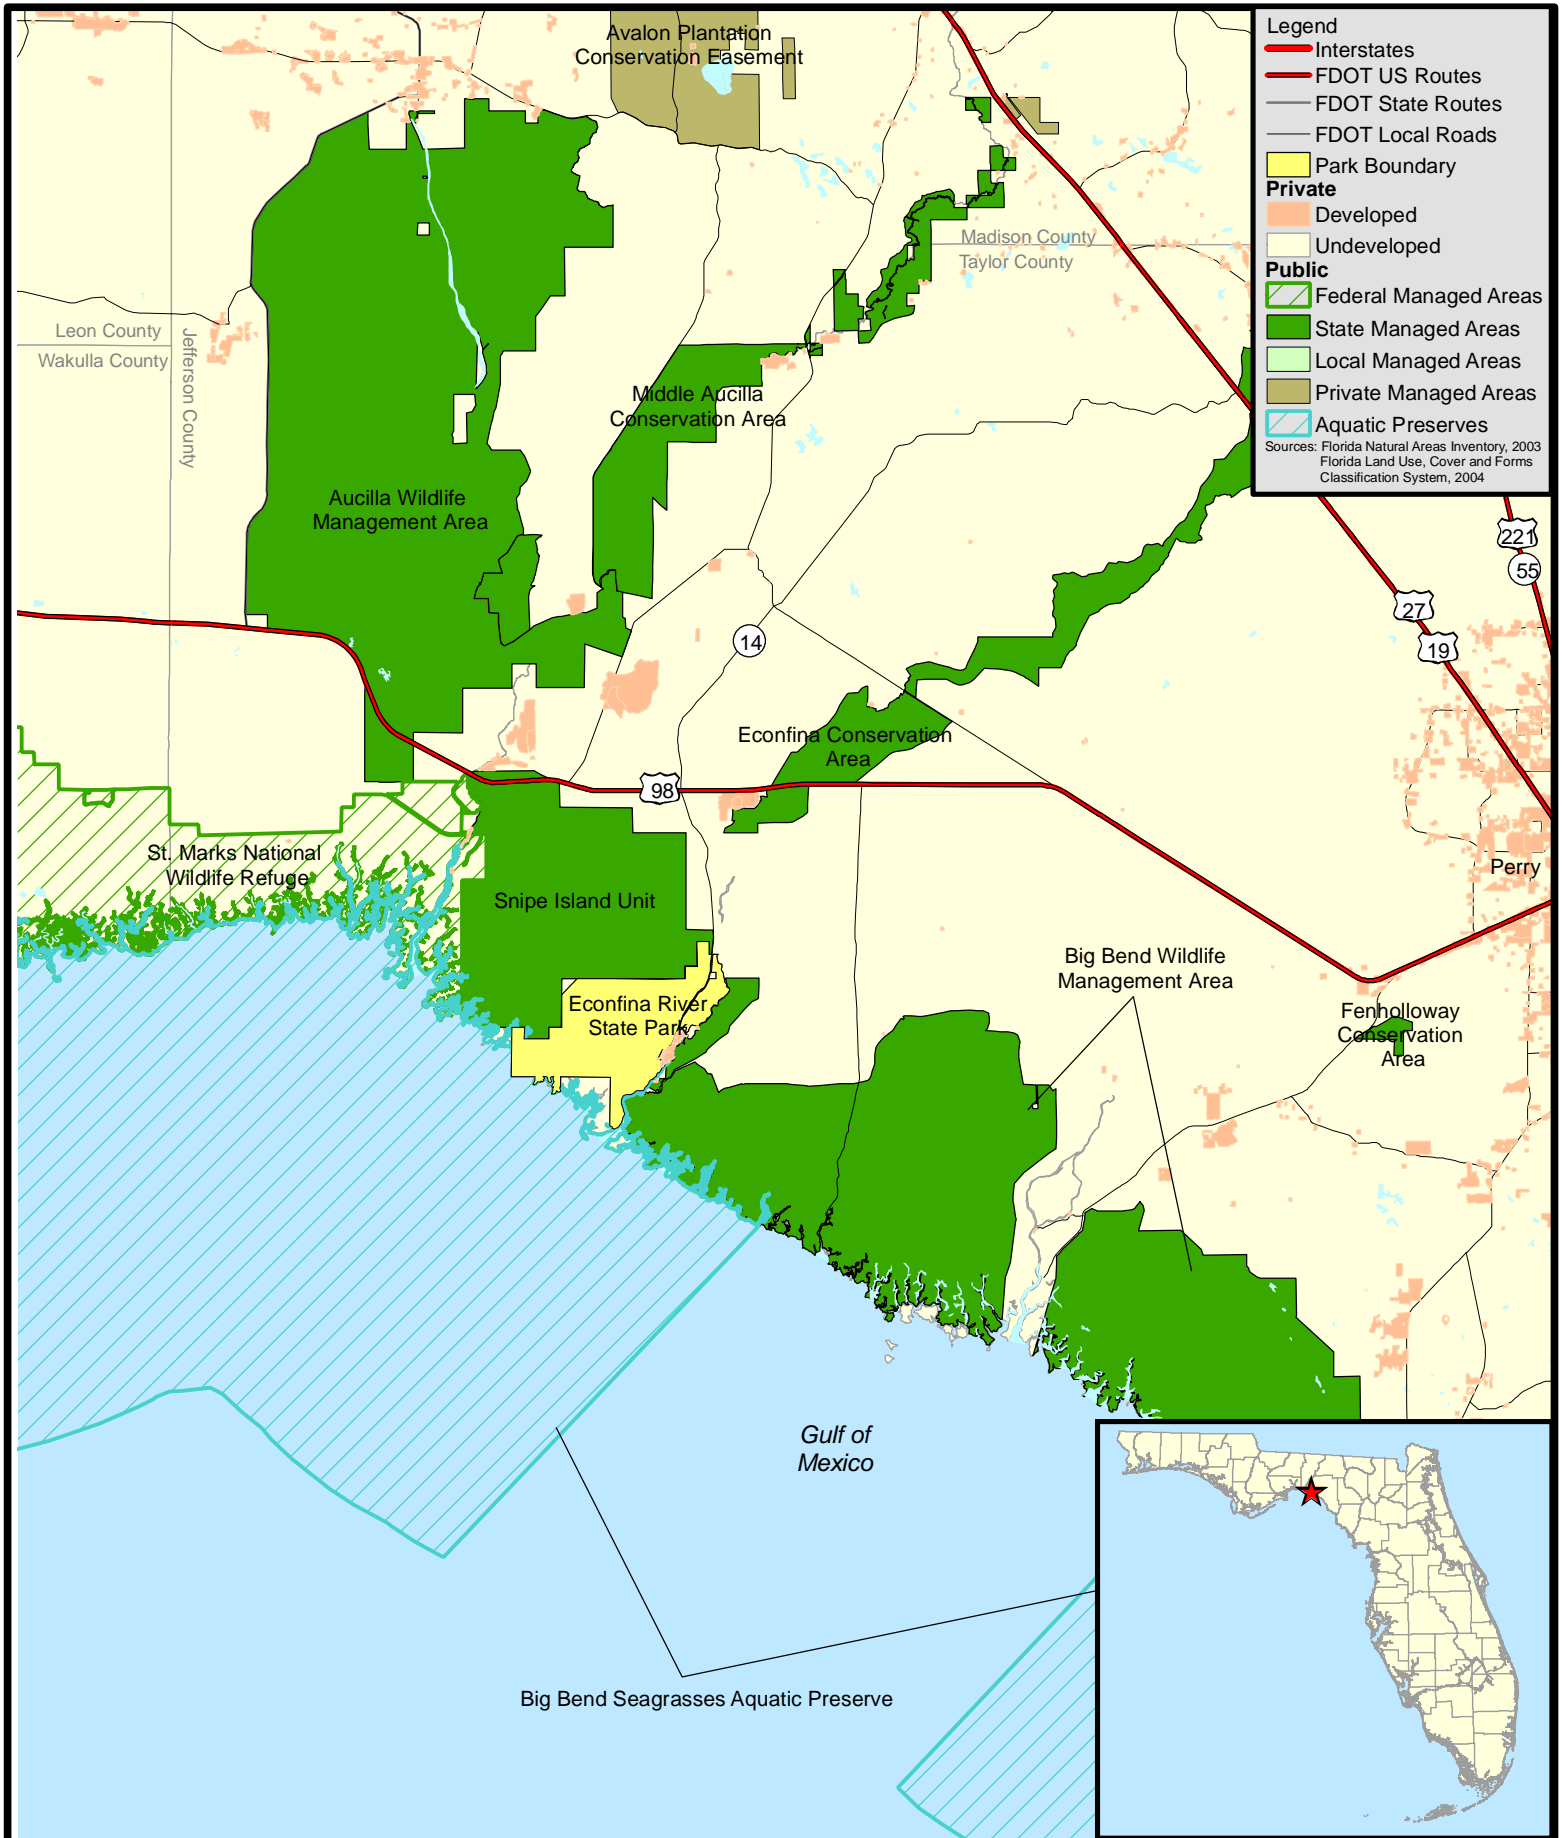 Avalon Plantation
Conservation Easement
Legend
Interstates
FDOT US Routes
FDOT State Routes
FDOT Local Roads
Park Boundary
Private
Developed
Undeveloped
Public
Federal Managed Areas
State Managed Areas
Local Managed Areas
Private Managed Areas
Aquatic Preserves
Sources: Florida Natural Areas Inventory, 2003
Florida Land Use, Cover and Forms
Classification System, 2004
Madison County
Taylor County
Leon County
Wakulla County
Jefferson County
Middle Aucilla
Conservation Area
Aucilla Wildlife
Management Area
221
55
27
19
14
Econfina Conservation
Area
98
St. Marks National
Wildlife Refuge
Perry
Snipe Island Unit
Big Bend Wildlife
Management Area
Econfina River
State Park
Fenholloway
Conservation
Area
Gulf of
Mexico
Big Bend Seagrasses Aquatic Preserve